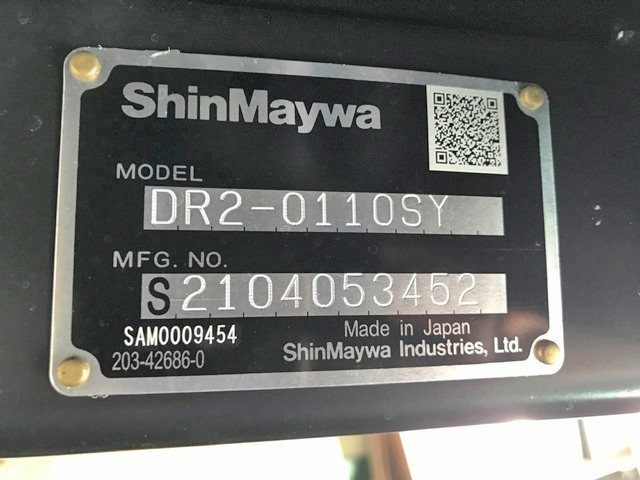 ShinMaywa
MODEL
DR2-0110SY
MFG. NO.
S2104053452
SAM0009454
Made in Japan
203-42686-0
ShinMaywa Industries, Ltd.